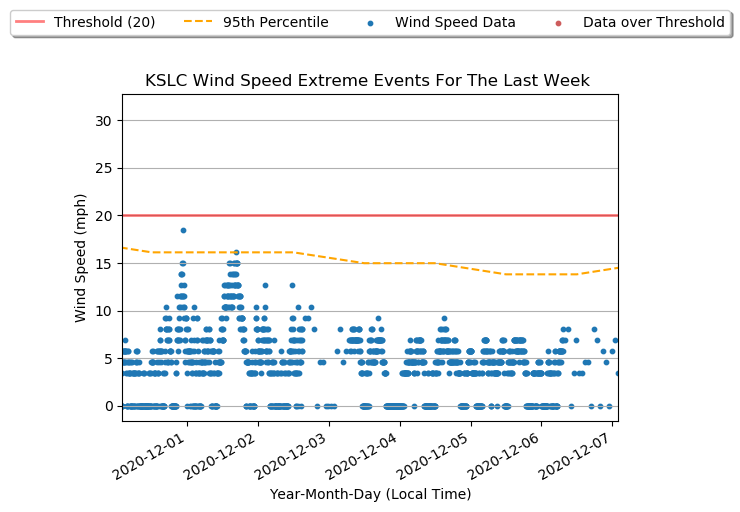 Threshold (20) 95th Percentile Wind Speed Data Data over Threshold
KSLC Wind Speed Extreme Events For The Last Week
30
25
20
15
10
5
0
Wind Speed (mph)
2020-12-01 2020-12-02 2020-12-03 2020-12-04 2020-12-05 2020-12-06 2020-12-07
Year-Month-Day (Local Time)